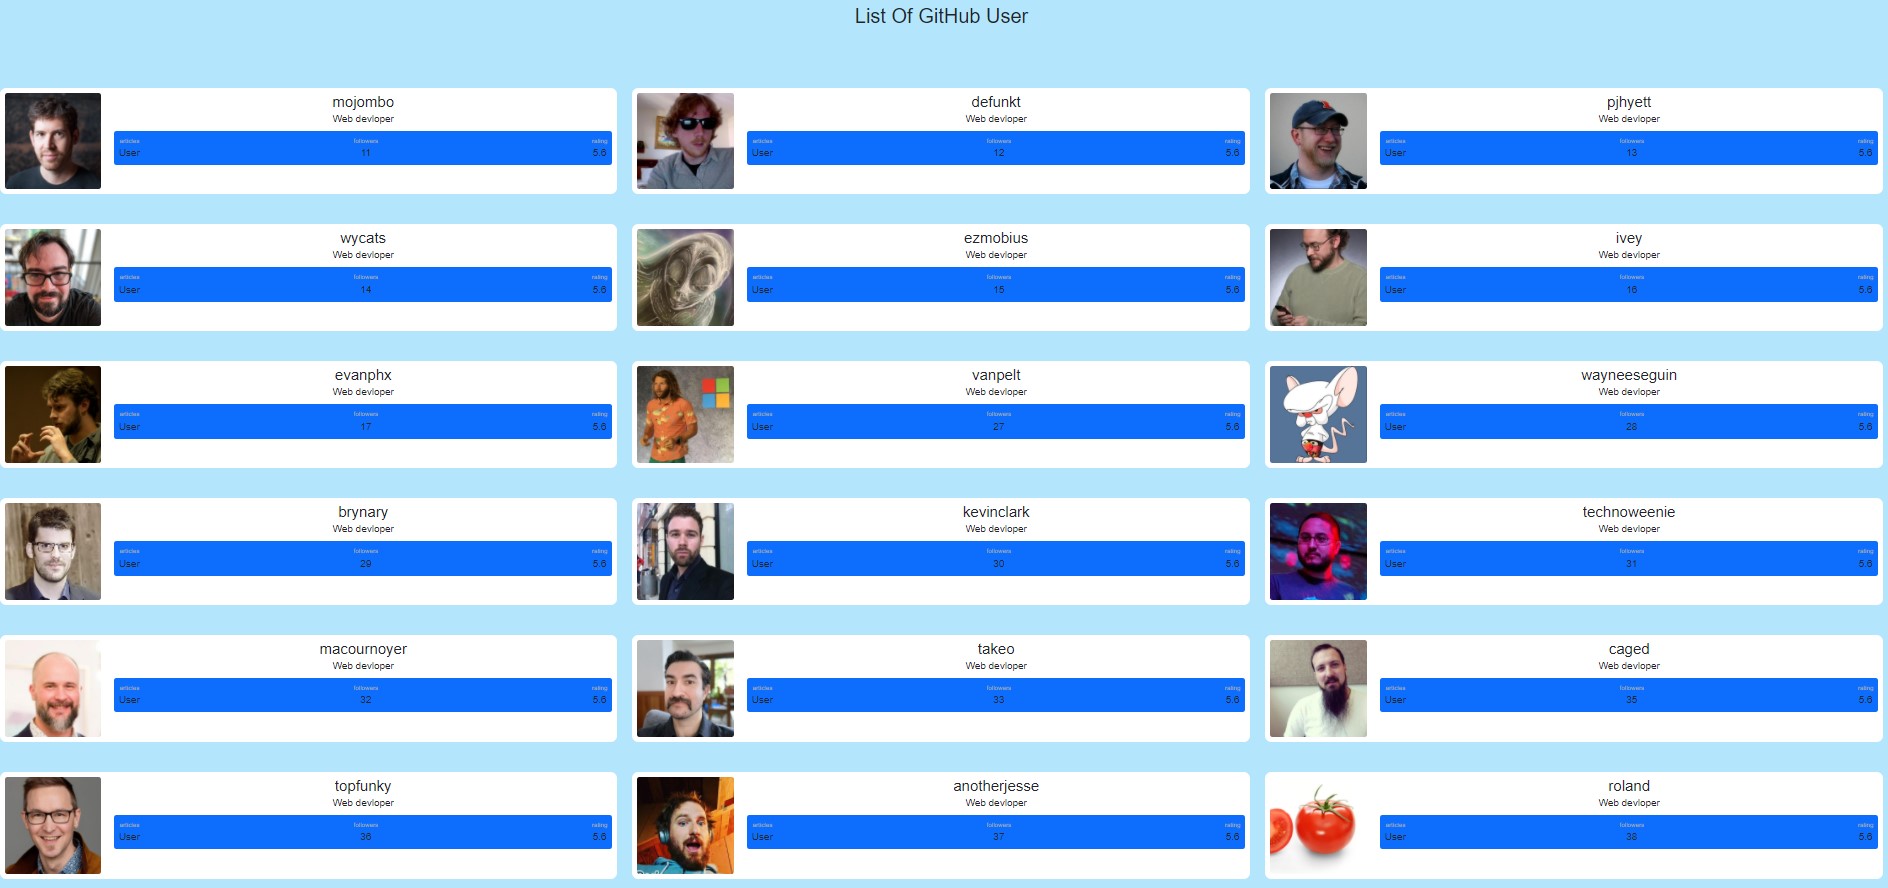 List Of GitHub User
mojombo
Web devloper
articles followers rating
User 11 5.6
defunkt
Web devloper
articles followers rating
User 12 5.6
pjhyett
Web devloper
articles followers rating
User 13 5.6
wycats
Web devloper
articles followers rating
User 14 5.6
ezmobius
Web devloper
articles followers rating
User 15 5.6
ivey
Web devloper
articles followers rating
User 16 5.6
evanphx
Web devloper
articles followers rating
User 17 5.6
vanpelt
Web devloper
articles followers rating
User 27 5.6
wayneeseguin
Web devloper
articles followers rating
User 28 5.6
brynary
Web devloper
articles followers rating
User 29 5.6
kevinclark
Web devloper
articles followers rating
User 30 5.6
technoweenie
Web devloper
articles followers rating
User 31 5.6
macournoyer
Web devloper
articles followers rating
User 32 5.6
takeo
Web devloper
articles followers rating
User 33 5.6
caged
Web devloper
articles followers rating
User 35 5.6
topfunky
Web devloper
articles followers rating
User 36 5.6
anotherjesse
Web devloper
articles followers rating
User 37 5.6
roland
Web devloper
articles followers rating
User 38 5.6